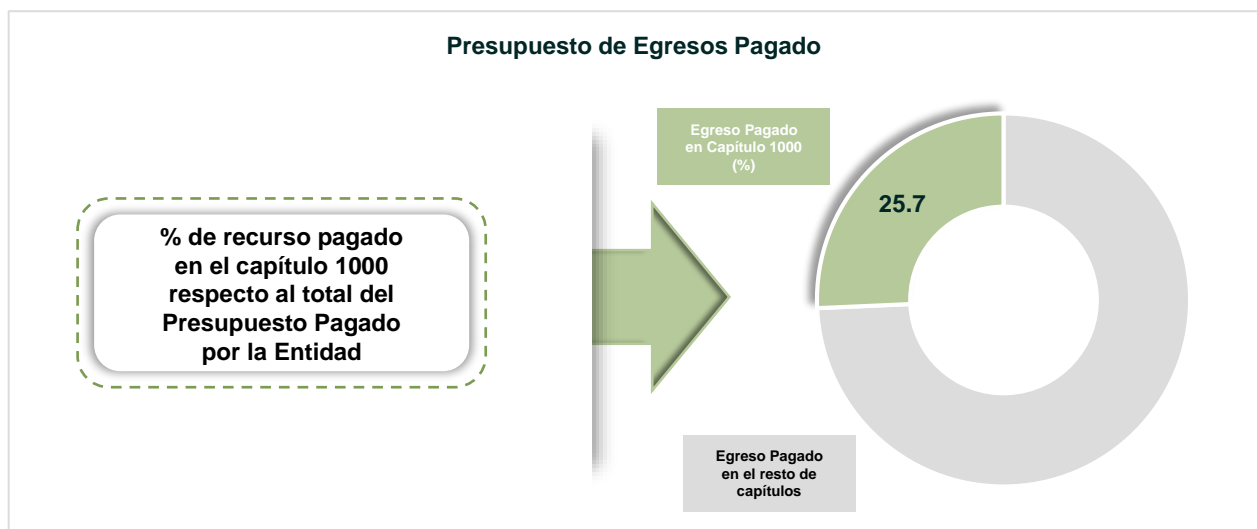 Presupuesto de Egresos Pagado
Egreso Pagado
en Capítulo 1000
(%)
25.7
% de recurso pagado
en el capítulo 1000
respecto al total del
Presupuesto Pagado
por la Entidad
Egreso Pagado
en el resto de
capítulos